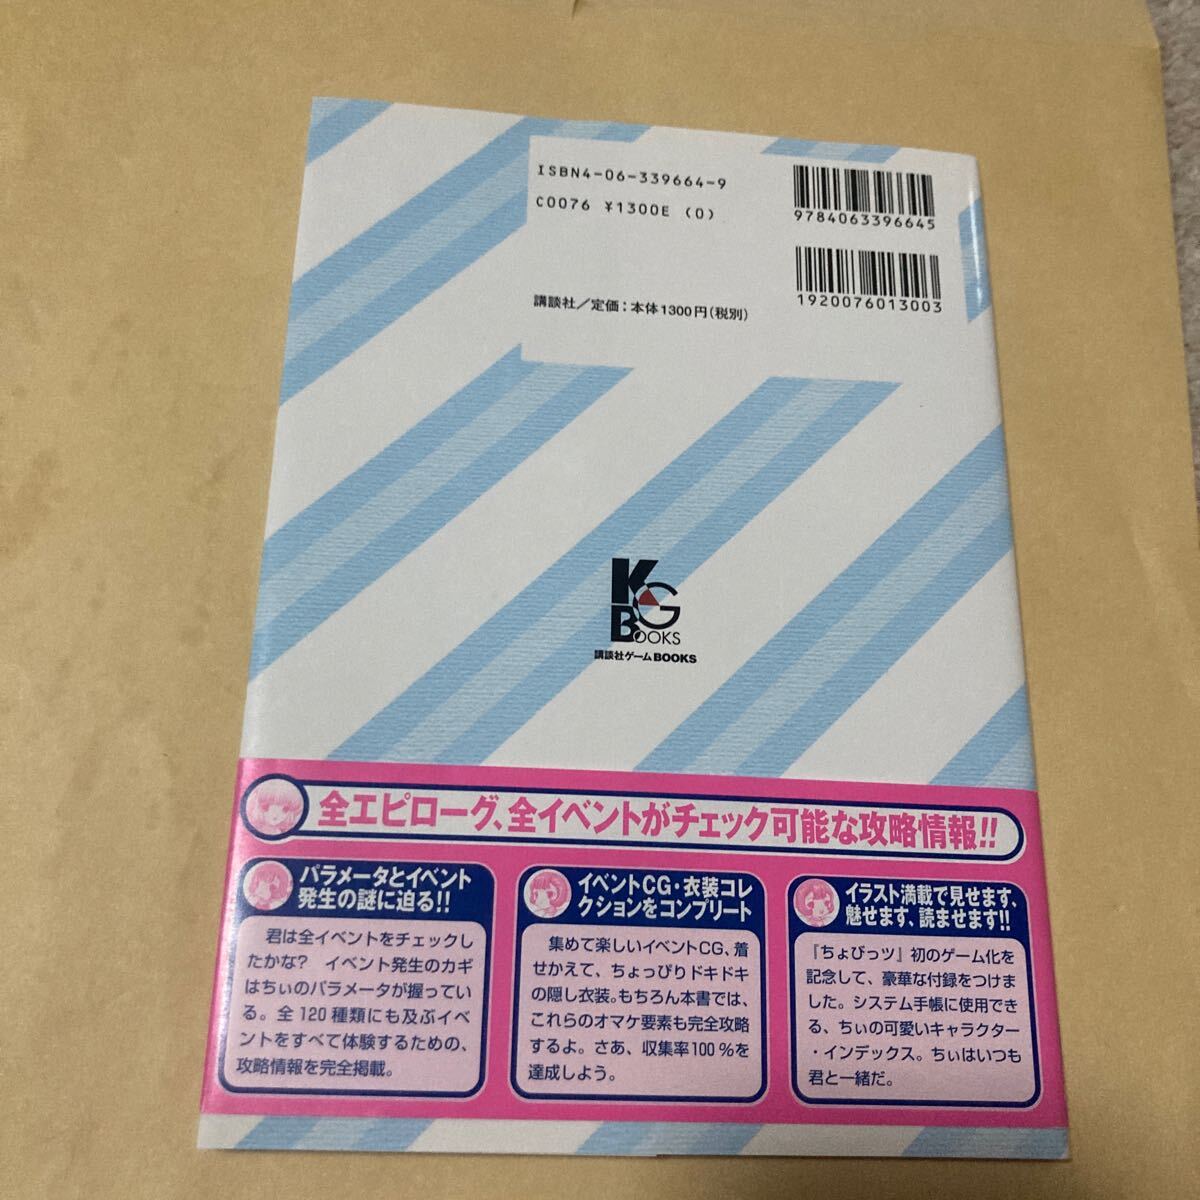 ISBN4-06-339664-9
C0076 ¥1300E (0)
9784063396645
1920076013003
講談社／定価：本体1300円（税別）
KGBOOKS
講談社ゲームBOOKS
全エピローグ、全イベントがチェック可能な攻略情報!!
パラメータとイベント
発生の謎に迫る!!
君は全イベントをチェックし
たかな？　イベント発生のカギ
はちぃのパラメータが握ってい
る。全120種類にも及ぶイベ
ントをすべて体験するための、
攻略情報を完全掲載。
イベントCG・衣装コレ
クションをコンプリート
集めて楽しいイベントCG、着
せかえて、ちょっぴりドキドキ
の隠し衣装。もちろん本書では、
これらのオマケ要素も完全攻略
するよ。さあ、収集率100％を
達成しよう。
イラスト満載で見せます、
魅せます、読ませます!!
『ちょびっツ』初のゲーム化を
記念して、豪華な付録をつけま
した。システム手帳に使用でき
る、ちぃの可愛いキャラクター
・インデックス。ちぃはいつも
君と一緒だ。